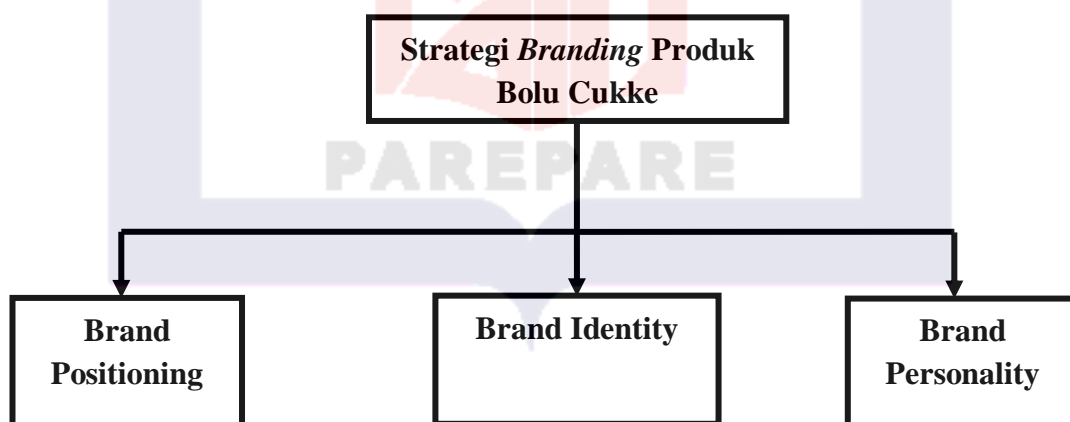 Strategi Branding Produk
Bolu Cukke
PAREPARE
Brand
Positioning
Brand Identity
Brand
Personality